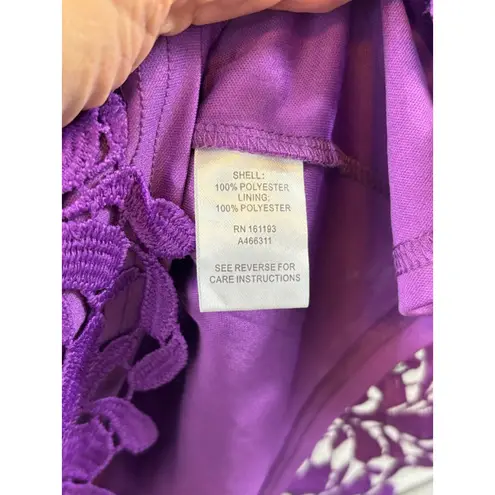 SHELL:
100% POLYESTER
LINING:
100% POLYESTER
RN 161193
A466311
SEE REVERSE FOR
CARE INSTRUCTIONS